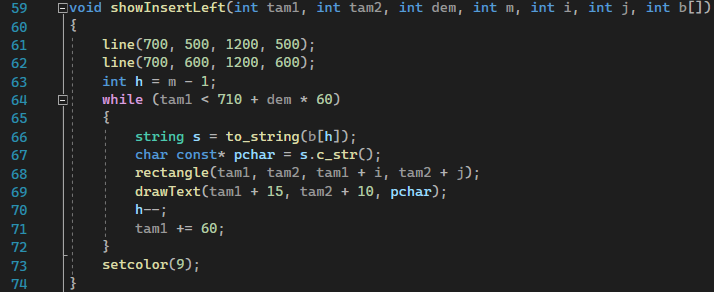 59 void showInsertLeft(int tam1, int tam2, int dem, int m, int i, int j, int b[])
60 {
61     line(700, 500, 1200, 500);
62     line(700, 600, 1200, 600);
63     int h = m - 1;
64     while (tam1 < 710 + dem * 60)
65     {
66         string s = to_string(b[h]);
67         char const* pchar = s.c_str();
68         rectangle(tam1, tam2, tam1 + i, tam2 + j);
69         drawText(tam1 + 15, tam2 + 10, pchar);
70         h--;
71         tam1 += 60;
72     }
73     setcolor(9);
74 }